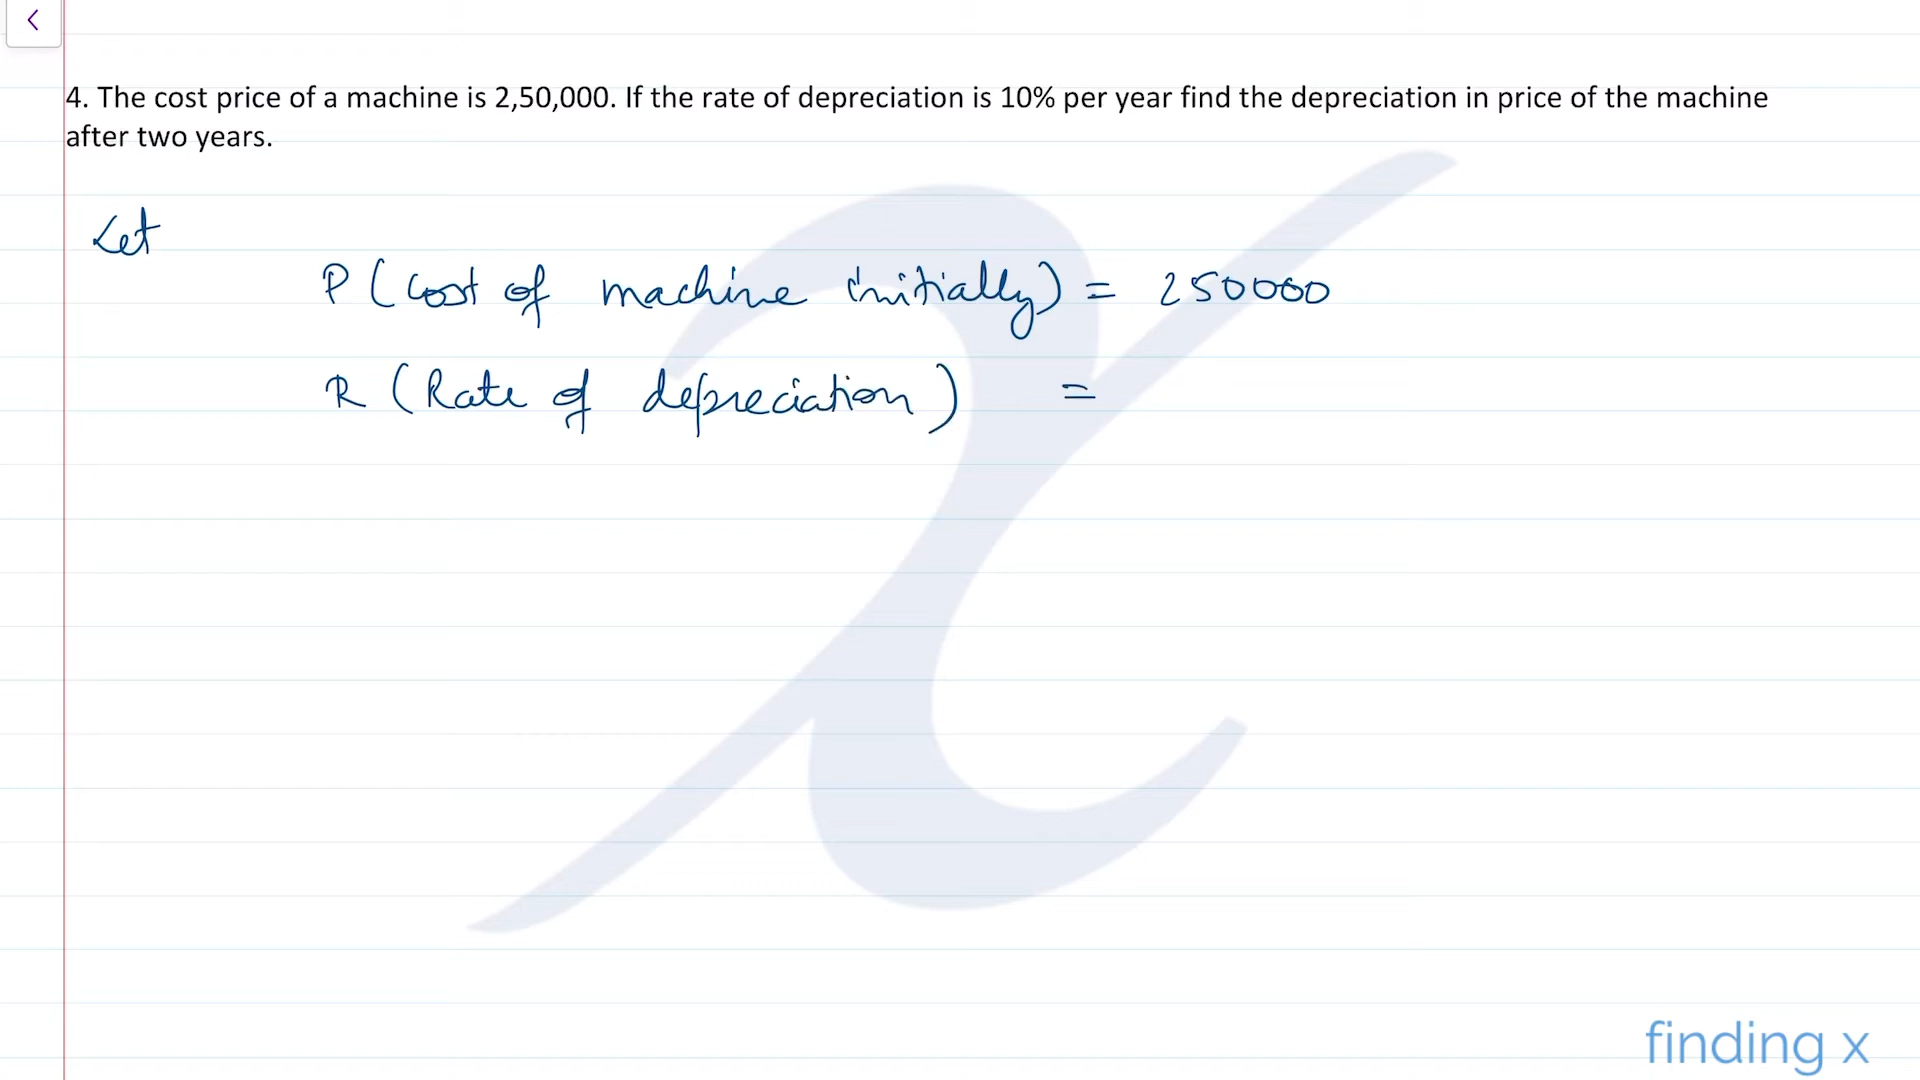 4. The cost price of a machine is 2,50,000. If the rate of depreciation is 10% per year find the depreciation in price of the machine
after two years.
Let
P (Cost of machine initially) = 250000
R (Rate of depreciation) =
finding x